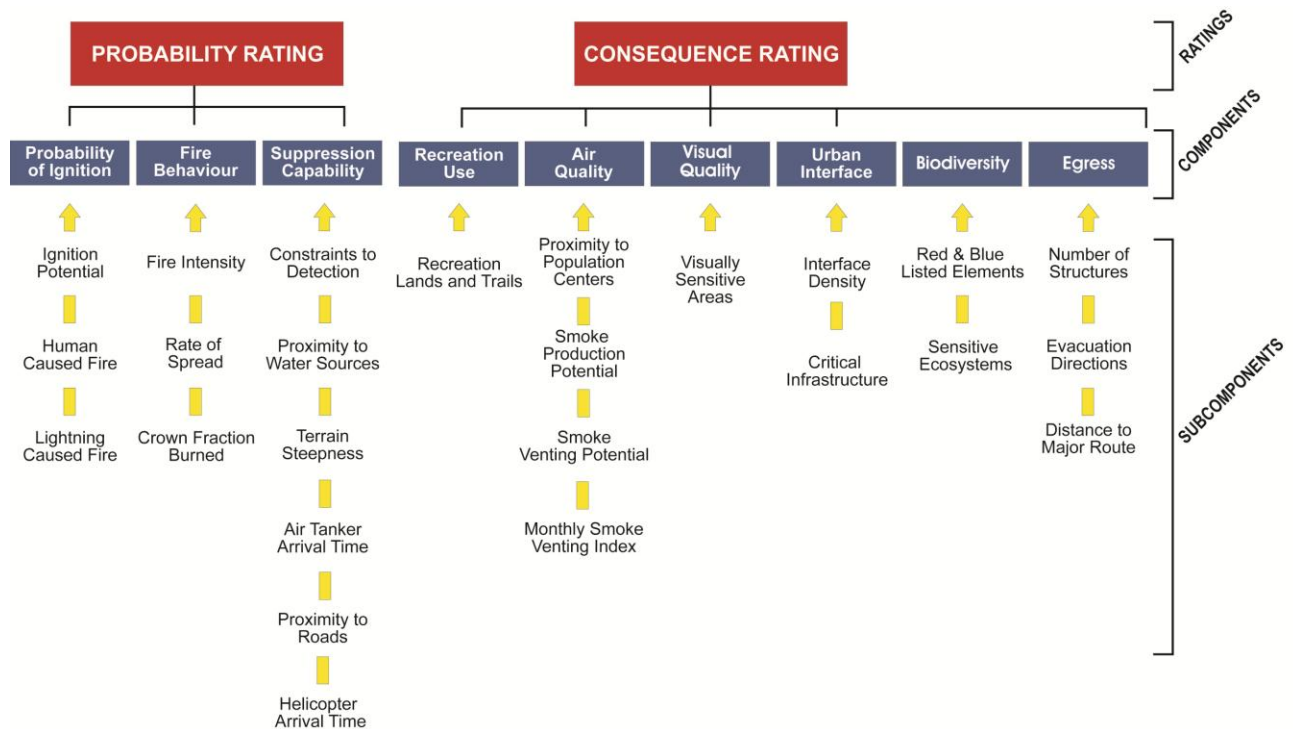 PROBABILITY RATING
CONSEQUENCE RATING
RATINGS
COMPONENTS
Probability
of Ignition
Fire
Behaviour
Suppression
Capability
Recreation
Use
Air
Quality
Visual
Quality
Urban
Interface
Biodiversity
Egress
SUBCOMPONENTS
Ignition
Potential
Human
Caused Fire
Lightning
Caused Fire
Fire Intensity
Rate of
Spread
Crown Fraction
Burned
Constraints to
Detection
Proximity to
Water Sources
Terrain
Steepness
Air Tanker
Arrival Time
Proximity to
Roads
Helicopter
Arrival Time
Recreation
Lands and Trails
Proximity to
Population
Centers
Smoke
Production
Potential
Smoke
Venting Potential
Monthly Smoke
Venting Index
Visually
Sensitive
Areas
Interface
Density
Critical
Infrastructure
Red & Blue
Listed Elements
Sensitive
Ecosystems
Number of
Structures
Evacuation
Directions
Distance to
Major Route